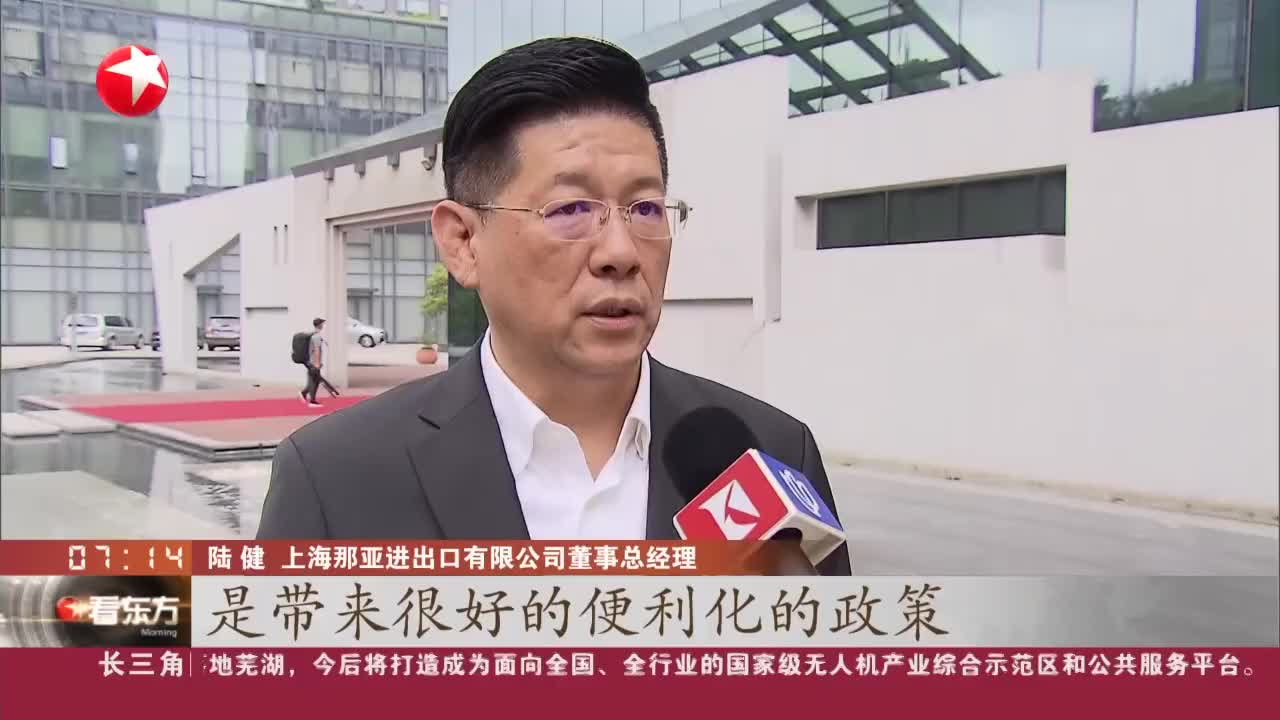 07:14
陆健 上海那亚进出口有限公司董事总经理
看东方
Morning
是带来很好的便利化的政策
长三角 地芜湖，今后将打造成为面向全国、全行业的国家级无人机产业综合示范区和公共服务平台。